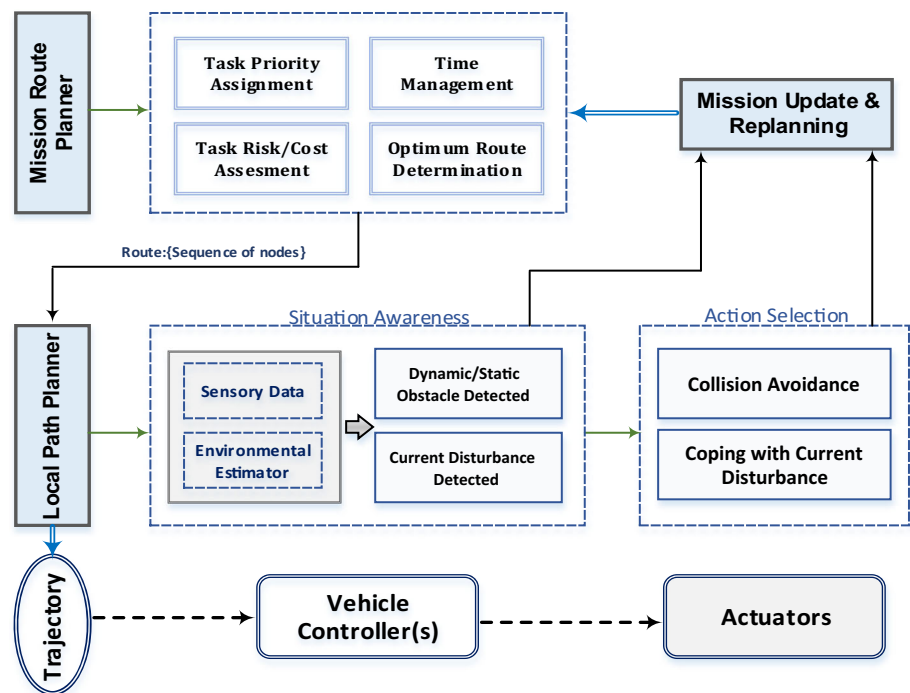 Mission Route
Planner
Task Priority
Assignment
Time
Management
Task Risk/Cost
Assesment
Optimum Route
Determination
Mission Update &
Replanning
Route:{Sequence of nodes}
Local Path Planner
Situation Awareness
Sensory Data
Environmental
Estimator
Dynamic/Static
Obstacle Detected
Current Disturbance
Detected
Action Selection
Collision Avoidance
Coping with Current
Disturbance
Trajectory
Vehicle
Controller(s)
Actuators